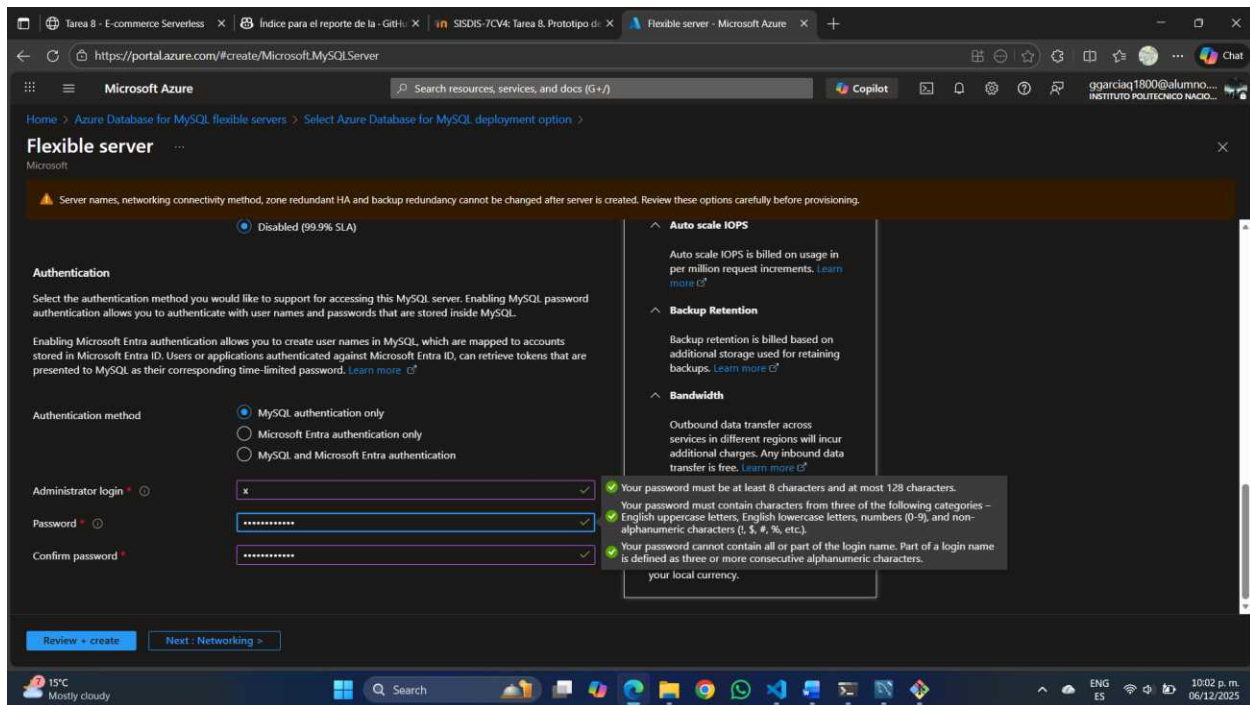 Tarea 8 - E-commerce Serverless
Índice para el reporte de la - GitHu
SISDIS-7CV4: Tarea 8. Prototipo de
Flexible server - Microsoft Azure
https://portal.azure.com/#create/Microsoft.MySQLServer
Chat
Microsoft Azure
Search resources, services, and docs (G+/)
Copilot
ggarciaq1800@alumno....
INSTITUTO POLITECNICO NACIO...
Home > Azure Database for MySQL flexible servers > Select Azure Database for MySQL deployment option >
Flexible server ...
Microsoft
Server names, networking connectivity method, zone redundant HA and backup redundancy cannot be changed after server is created. Review these options carefully before provisioning.
Disabled (99.9% SLA)
Authentication
Select the authentication method you would like to support for accessing this MySQL server. Enabling MySQL password
authentication allows you to authenticate with user names and passwords that are stored inside MySQL.
Enabling Microsoft Entra authentication allows you to create user names in MySQL, which are mapped to accounts
stored in Microsoft Entra ID. Users or applications authenticated against Microsoft Entra ID, can retrieve tokens that are
presented to MySQL as their corresponding time-limited password. Learn more
Authentication method
MySQL authentication only
Microsoft Entra authentication only
MySQL and Microsoft Entra authentication
Administrator login *
x
Password *
••••••••••••
Confirm password *
••••••••••••
Auto scale IOPS
Auto scale IOPS is billed on usage in
per million request increments. Learn
more
Backup Retention
Backup retention is billed based on
additional storage used for retaining
backups. Learn more
Bandwidth
Outbound data transfer across
services in different regions will incur
additional charges. Any inbound data
transfer is free. Learn more
Your password must be at least 8 characters and at most 128 characters.
Your password must contain characters from three of the following categories –
English uppercase letters, English lowercase letters, numbers (0-9), and non-
alphanumeric characters (!, $, #, %, etc.).
Your password cannot contain all or part of the login name. Part of a login name
is defined as three or more consecutive alphanumeric characters.
your local currency.
Review + create
Next : Networking >
7
15°C
Mostly cloudy
Search
ENG
ES
10:02 p. m.
06/12/2025